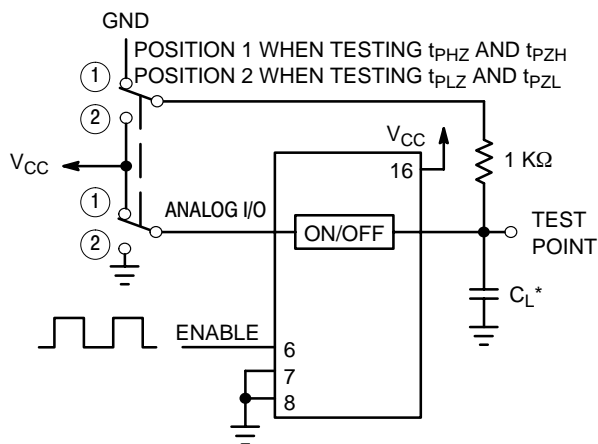 GND
POSITION 1 WHEN TESTING tPHZ AND tPZH
POSITION 2 WHEN TESTING tPLZ AND tPZL
1
2
VCC
VCC
16
1 KΩ
1
ANALOG I/O
ON/OFF
TEST
POINT
2
CL*
ENABLE
6
7
8